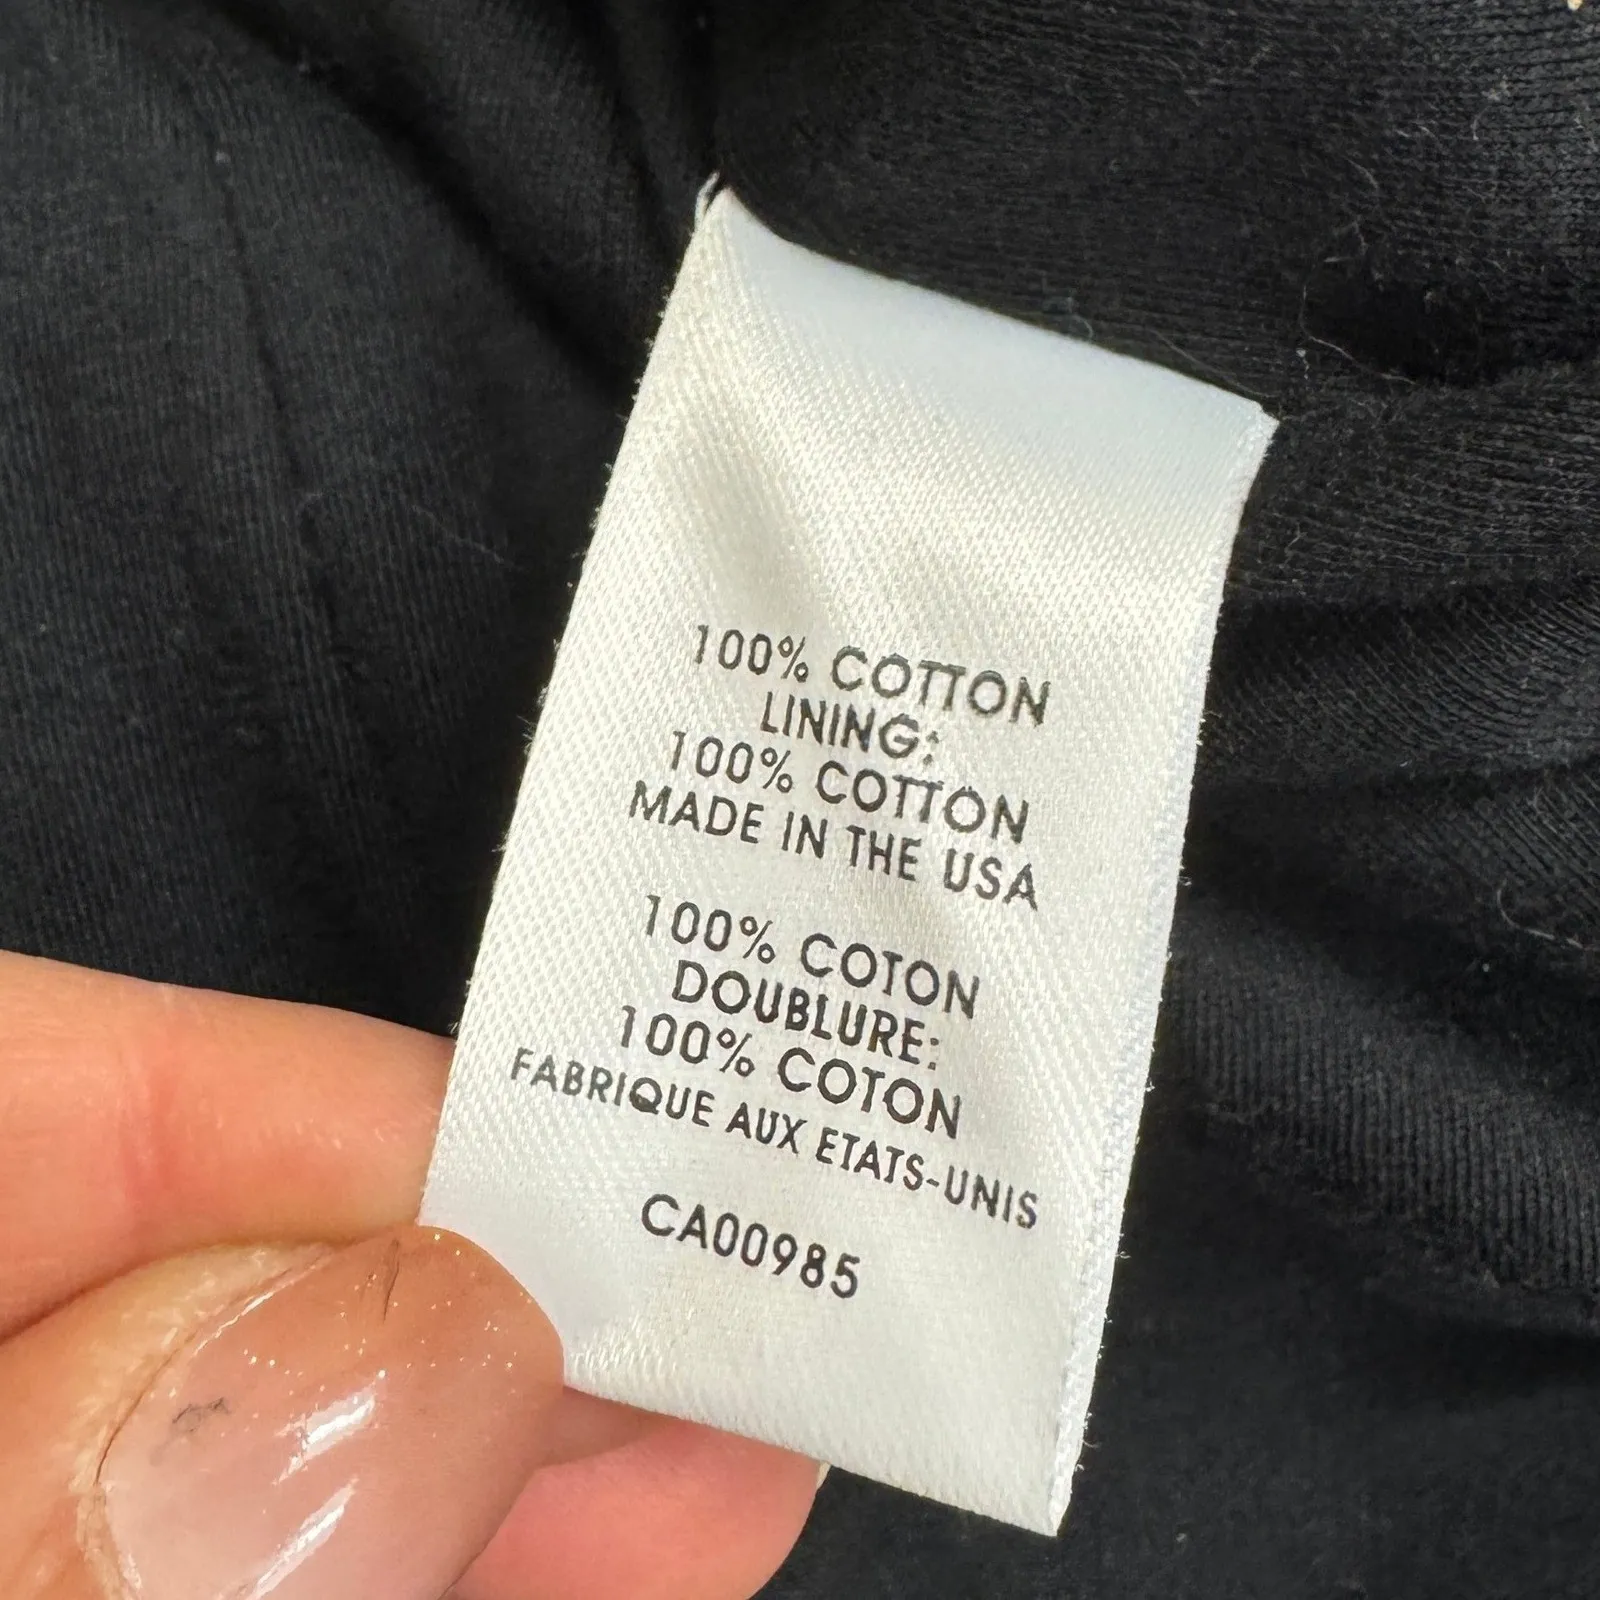 100% COTTON
LINING:
100% COTTON
MADE IN THE USA
100% COTON
DOUBLURE:
100% COTON
FABRIQUE AUX ETATS-UNIS
CA00985